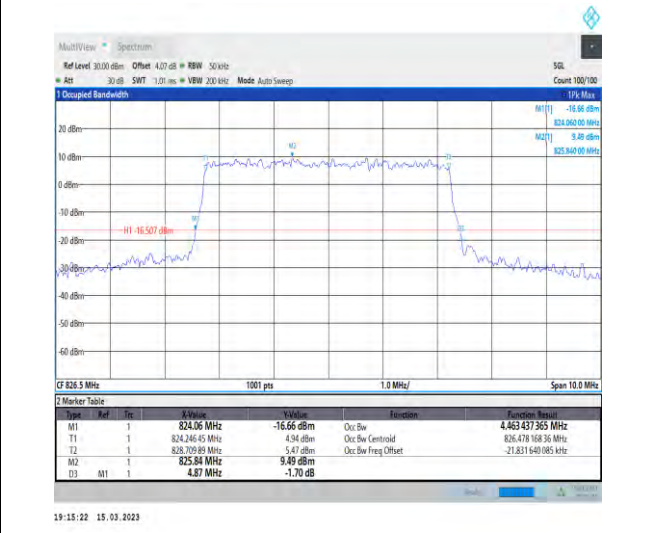 MultiView Spectrum
Ref Level 30.00 dBm Offset 4.07 dB RBW 50 kHz SGL
Att 30 dB SWT 1.01 ms VBW 200 kHz Mode Auto Sweep Count 100/100
1 Occupied Bandwidth 1Pk Max
M1[1] -16.66 dBm
824.060 00 MHz
M2[1] 9.49 dBm
825.840 00 MHz
20 dBm
M2
10 dBm
T1 T2
0 dBm
-10 dBm
M1
H1 -16.507 dBm
D3
-20 dBm
-30 dBm
-40 dBm
-50 dBm
-60 dBm
CF 826.5 MHz 1001 pts 1.0 MHz/ Span 10.0 MHz
2 Marker Table
Type Ref Trc X-Value Y-Value Function Function Result
M1 1 824.06 MHz -16.66 dBm Occ Bw 4.463 437 365 MHz
T1 1 824.246 45 MHz 4.94 dBm Occ Bw Centroid 826.478 168 36 MHz
T2 1 828.709 89 MHz 5.47 dBm Occ Bw Freq Offset -21.831 640 085 kHz
M2 1 825.84 MHz 9.49 dBm
D3 M1 1 4.87 MHz -1.70 dB
19:15:22 15.03.2023